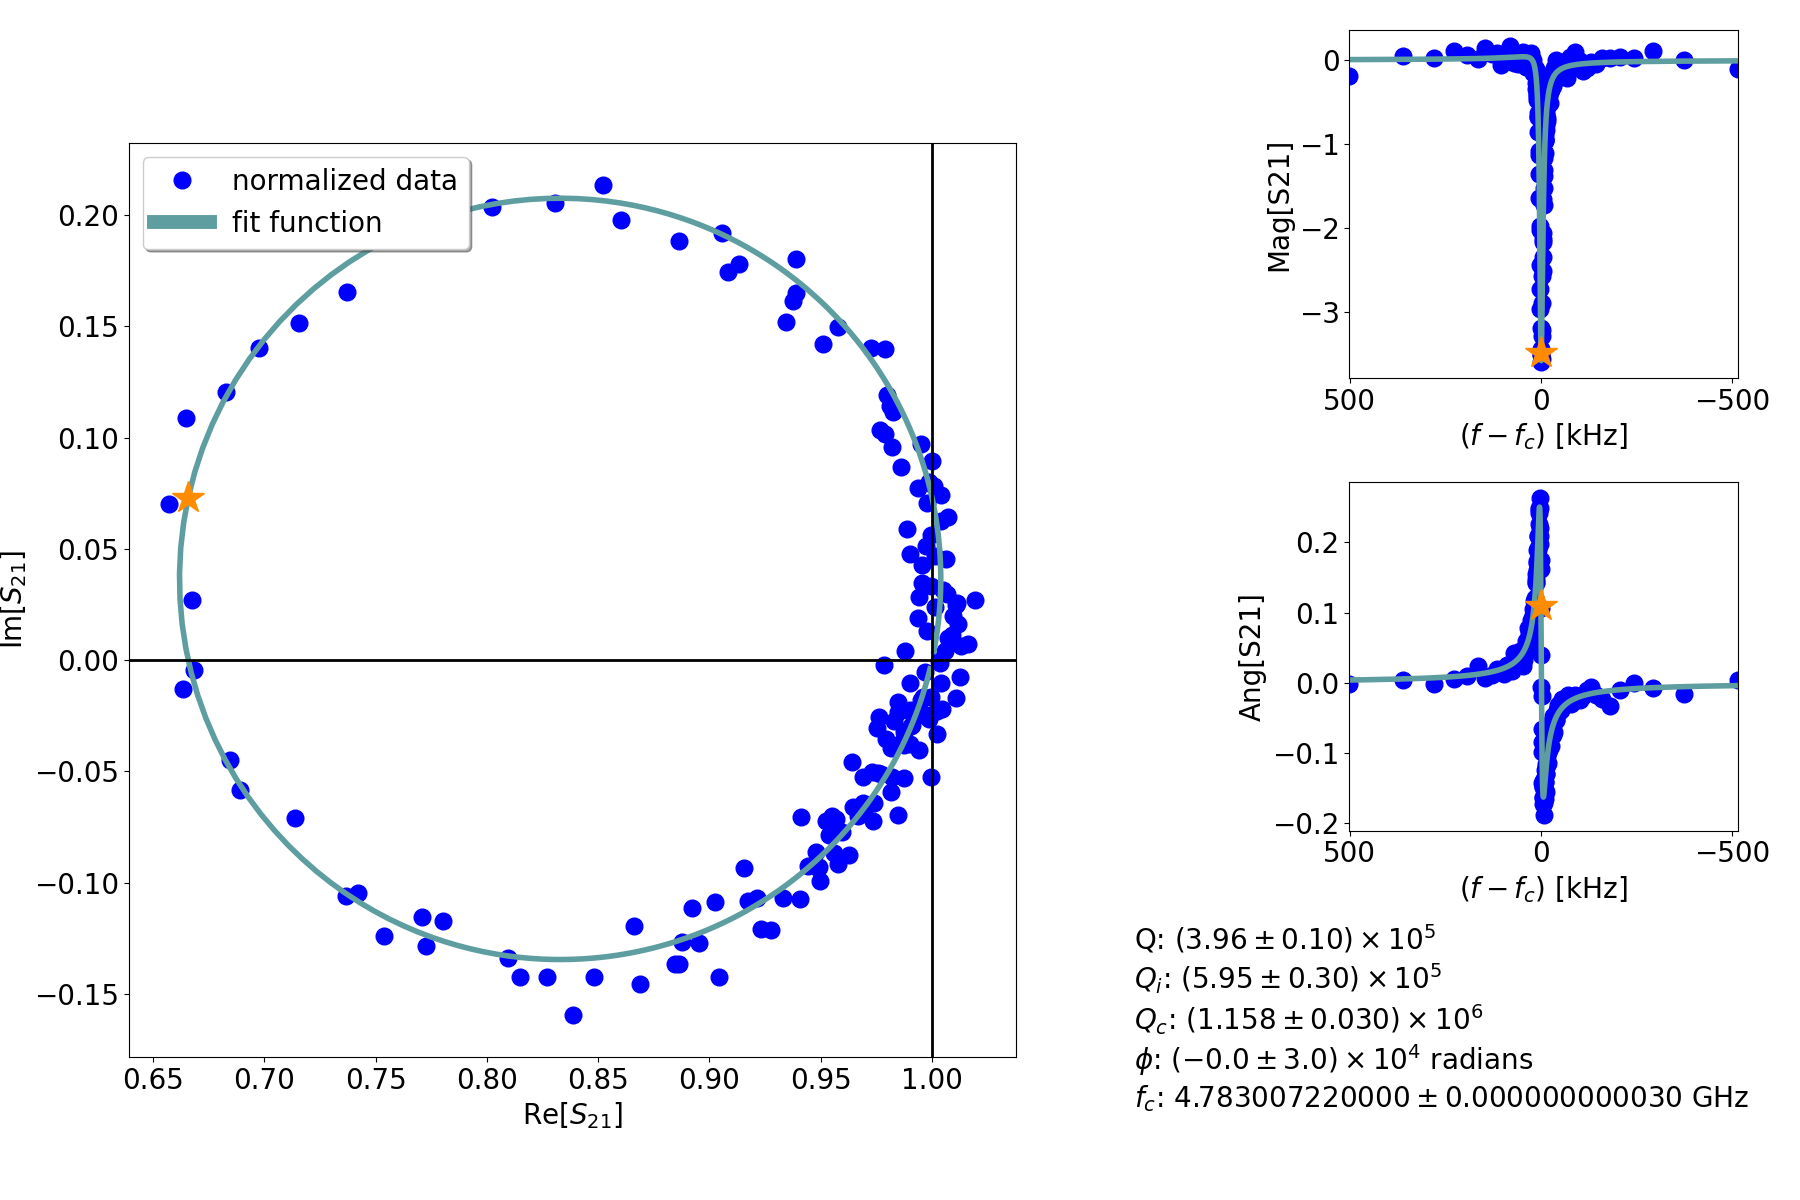 normalized data
fit function
0.20
0.15
0.10
0.05
0.00
−0.05
−0.10
−0.15
Im[S21]
0.65 0.70 0.75 0.80 0.85 0.90 0.95 1.00
Re[S21]
0
−1
−2
−3
Mag[S21]
500 0 −500
(f − fc) [kHz]
0.2
0.1
0.0
−0.1
−0.2
Ang[S21]
500 0 −500
(f − fc) [kHz]
Q: (3.96 ± 0.10) × 10^5
Qi: (5.95 ± 0.30) × 10^5
Qc: (1.158 ± 0.030) × 10^6
ϕ: (−0.0 ± 3.0) × 10^4 radians
fc: 4.783007220000 ± 0.000000000030 GHz